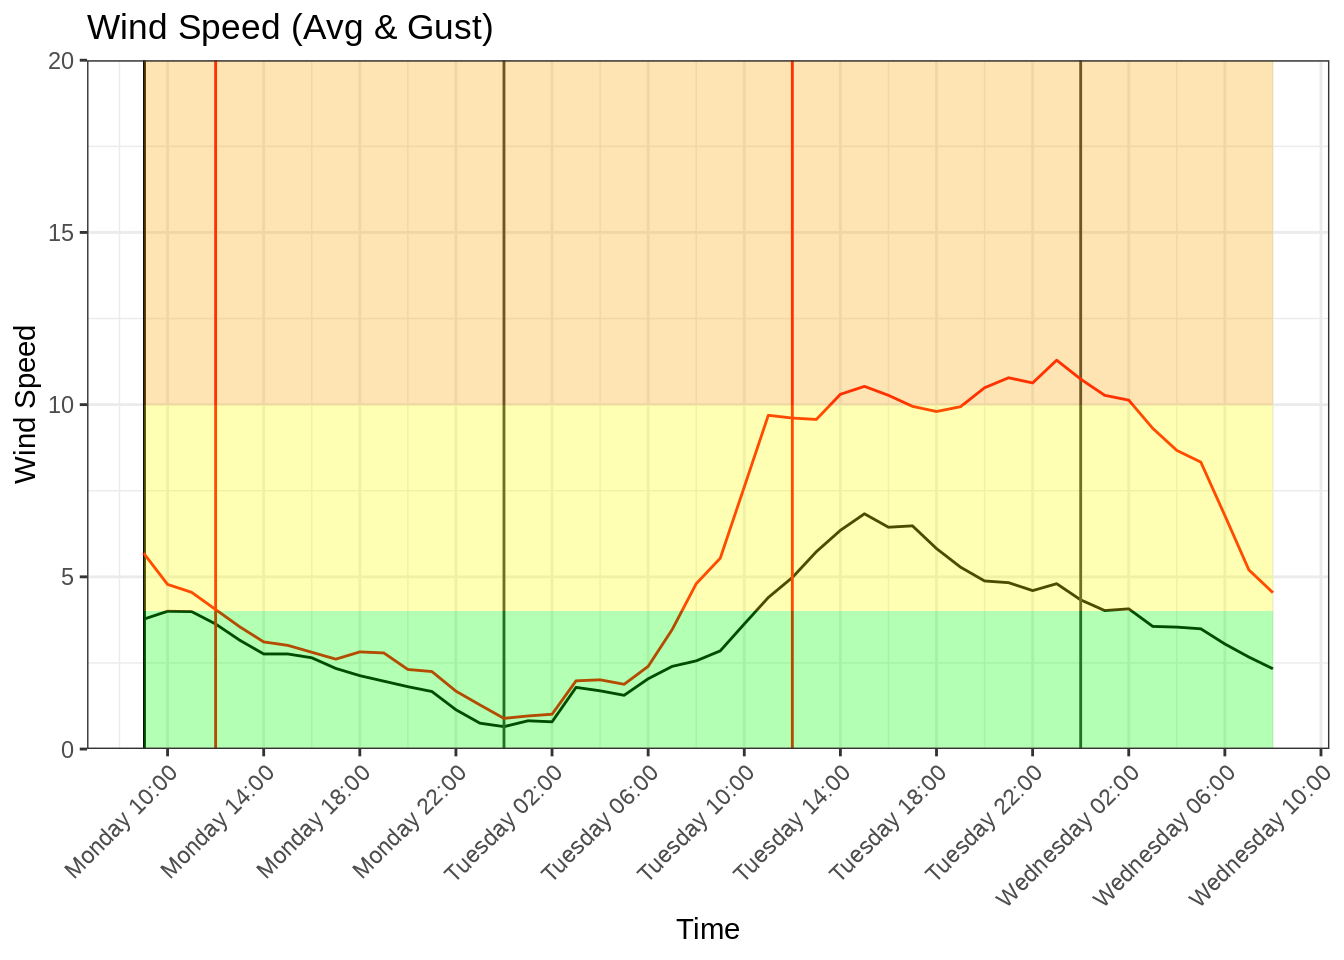 Wind Speed (Avg & Gust)
Wind Speed
20
15
10
5
0
Monday 10:00
Monday 14:00
Monday 18:00
Monday 22:00
Tuesday 02:00
Tuesday 06:00
Tuesday 10:00
Tuesday 14:00
Tuesday 18:00
Tuesday 22:00
Wednesday 02:00
Wednesday 06:00
Wednesday 10:00
Time